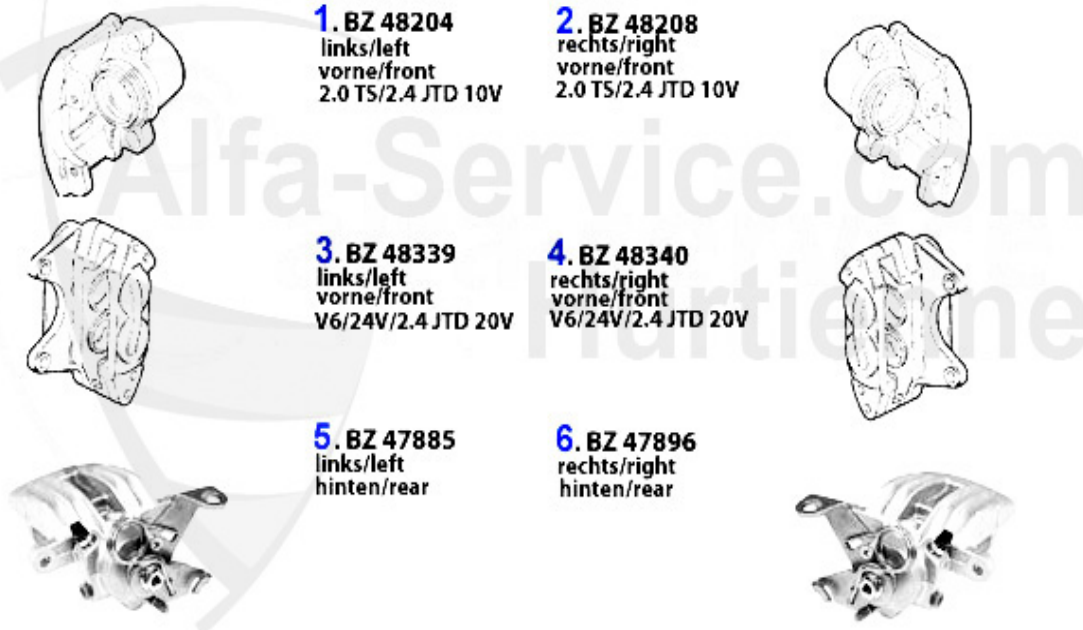 1. BZ 48204
links/left
vorne/front
2.0 TS/2.4 JTD 10V
2. BZ 48208
rechts/right
vorne/front
2.0 TS/2.4 JTD 10V
Alfa-Service.com
3. BZ 48339
links/left
vorne/front
V6/24V/2.4 JTD 20V
4. BZ 48340
rechts/right
vorne/front
V6/24V/2.4 JTD 20V
5. BZ 47885
links/left
hinten/rear
6. BZ 47896
rechts/right
hinten/rear